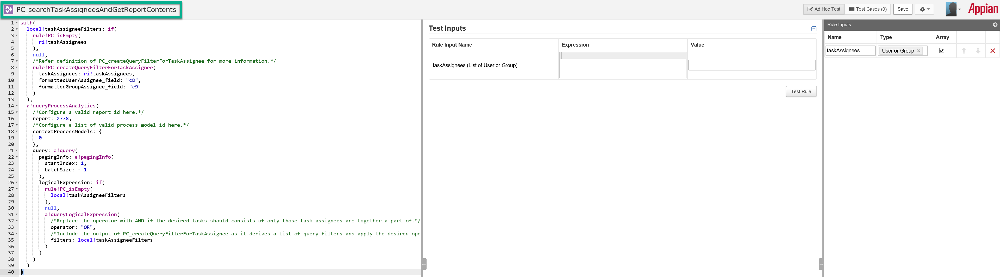 PC_searchTaskAssigneesAndGetReportContents
Ad Hoc Test
Test Cases (0)
Save
Appian
1 with(
2 local!taskAssigneeFilters: if(
3 rule!PC_isEmpty(
4 ri!taskAssignees
5 ),
6 null,
7 /*Refer definition of PC_createQueryFilterForTaskAssignee for more information.*/
8 rule!PC_createQueryFilterForTaskAssignee(
9 taskAssignees: ri!taskAssignees,
10 formattedUserAssignee_field: "c8",
11 formattedGroupAssignee_field: "c9"
12 )
13 ),
14 a!queryProcessAnalytics(
15 /*Configure a valid report id here.*/
16 report: 2778,
17 /*Configure a list of valid process model id here.*/
18 contextProcessModels: {
19 0
20 },
21 query: a!query(
22 pagingInfo: a!pagingInfo(
23 startIndex: 1,
24 batchSize: - 1
25 ),
26 logicalExpression: if(
27 rule!PC_isEmpty(
28 local!taskAssigneeFilters
29 ),
30 null,
31 a!queryLogicalExpression(
32 /*Replace the operator with AND if the desired tasks should consists of only those task assignees are together a part of.*/
33 operator: "OR",
34 /*Include the output of PC_createQueryFilterForTaskAssignee as it derives a list of query filters and apply the desired ope
35 filters: local!taskAssigneeFilters
36 )
37 )
38 )
39 )
40 )
Test Inputs
Rule Input Name Expression Value
taskAssignees (List of User or Group)
Test Rule
Rule Inputs
Name Type Array
taskAssignees User or Group ×